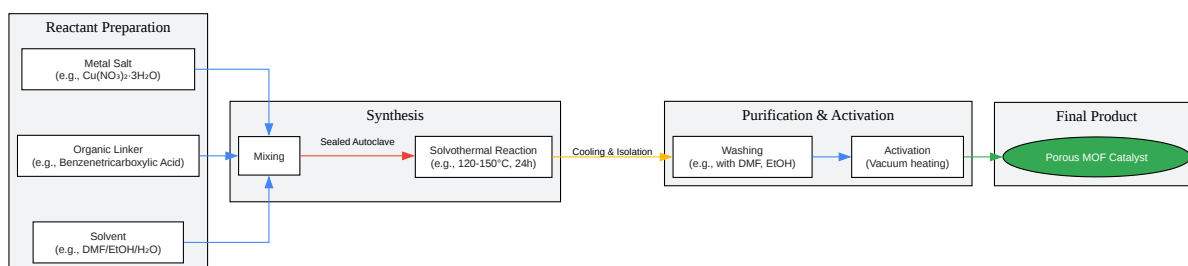 Reactant Preparation
Metal Salt
(e.g., Cu(NO₃)₂·3H₂O)
Organic Linker
(e.g., Benzenetricarboxylic Acid)
Solvent
(e.g., DMF/EtOH/H₂O)
Synthesis
Mixing
Sealed Autoclave
Solvothermal Reaction
(e.g., 120-150°C, 24h)
Cooling & Isolation
Purification & Activation
Washing
(e.g., with DMF, EtOH)
Activation
(Vacuum heating)
Final Product
Porous MOF Catalyst